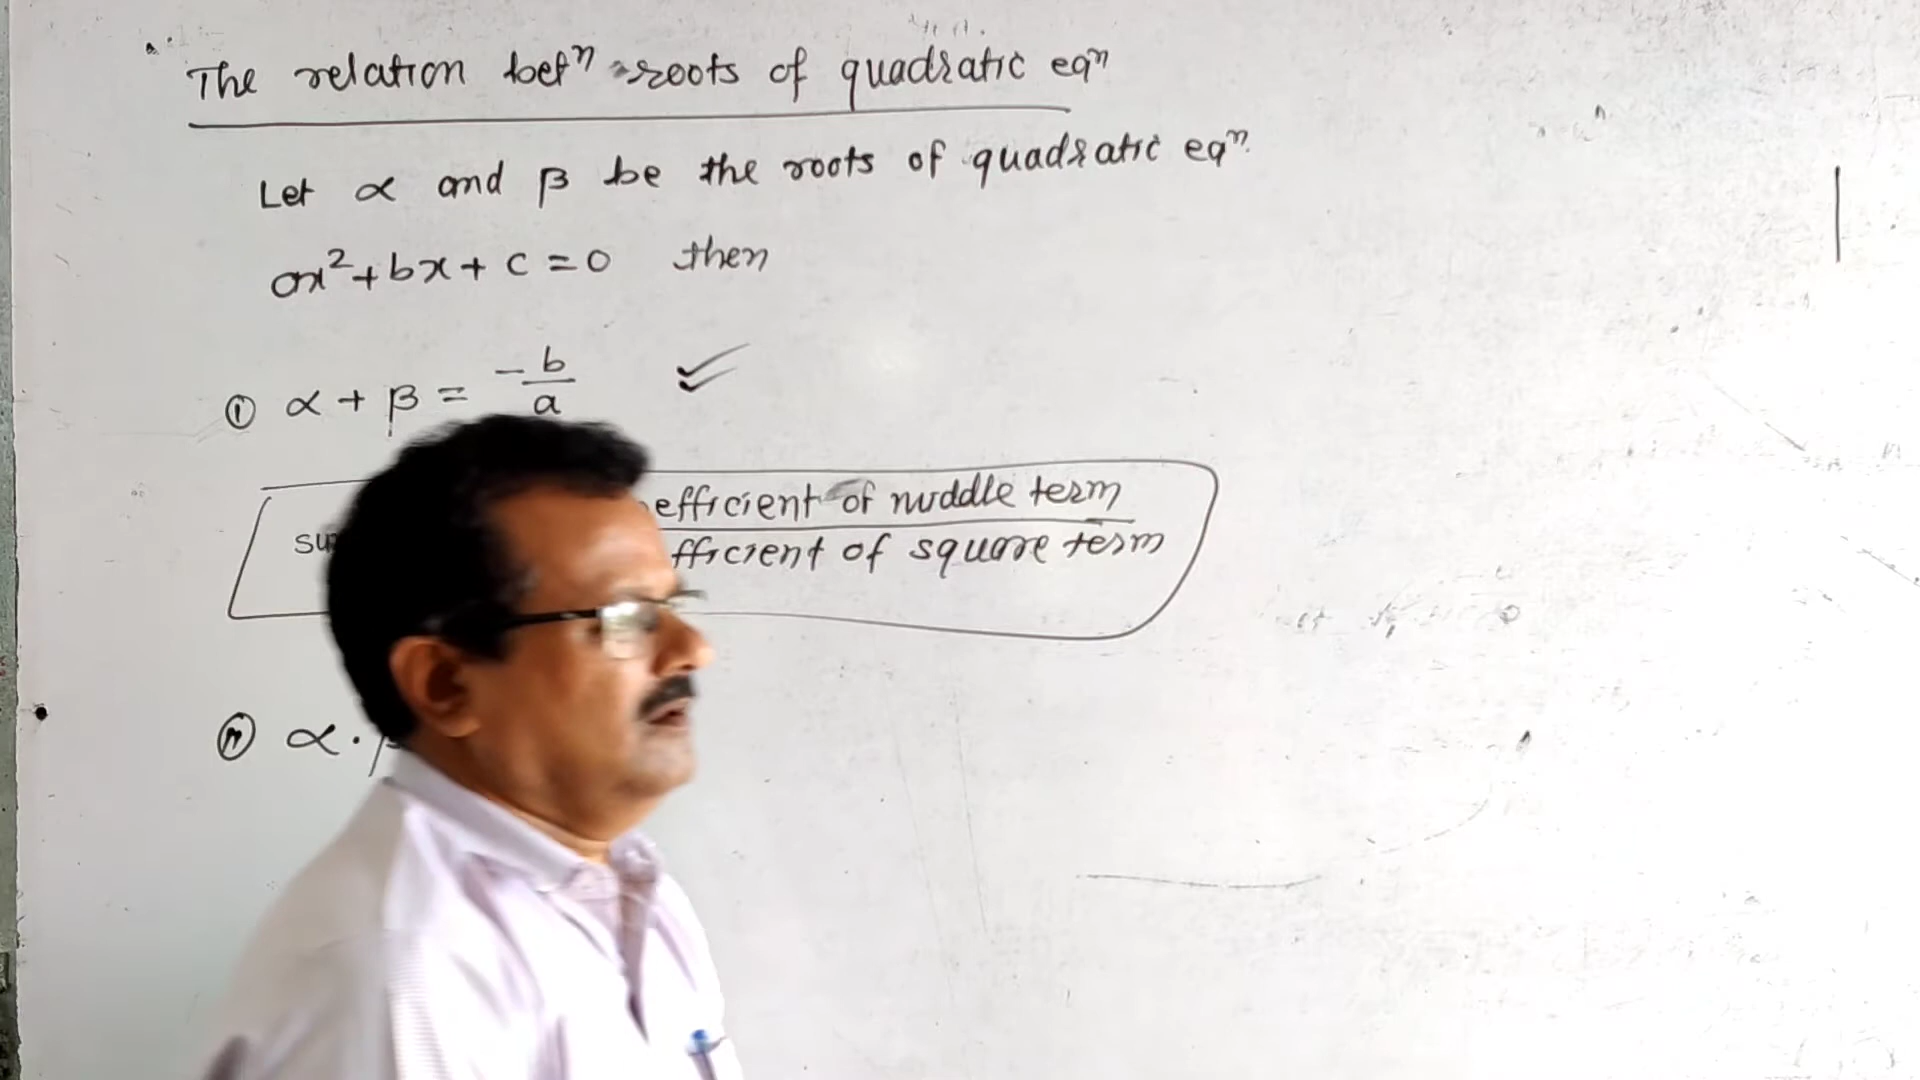 The relation betⁿ roots of quadratic eqⁿ
Let α and β be the roots of quadratic eqⁿ.
ax²+bx+c=0 then
① α+β = -b/a
efficient of middle term
su
fficient of square term
α.β